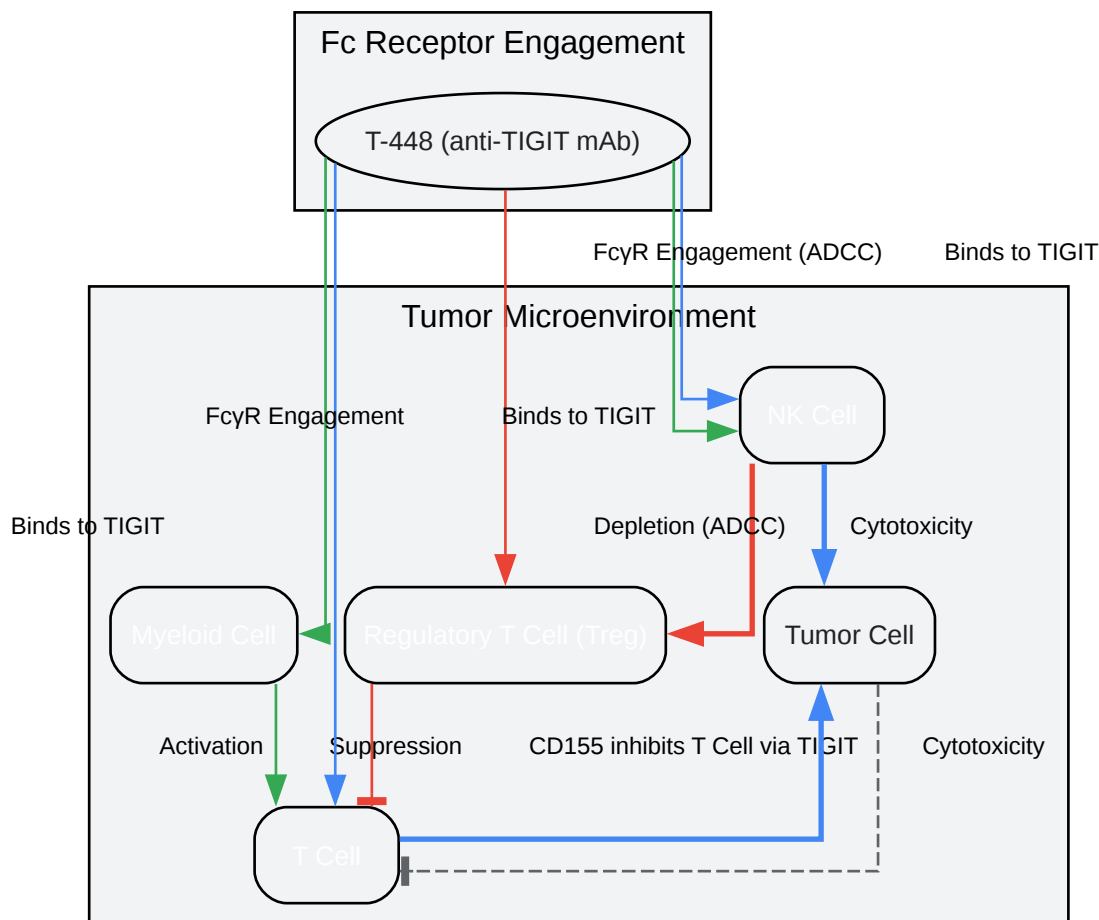 Fc Receptor Engagement
T-448 (anti-TIGIT mAb)
FcγR Engagement (ADCC)
Binds to TIGIT
Tumor Microenvironment
NK Cell
FcγR Engagement
Binds to TIGIT
Binds to TIGIT
Depletion (ADCC)
Cytotoxicity
Myeloid Cell
Regulatory T Cell (Treg)
Tumor Cell
Activation
Suppression
CD155 inhibits T Cell via TIGIT
Cytotoxicity
T Cell